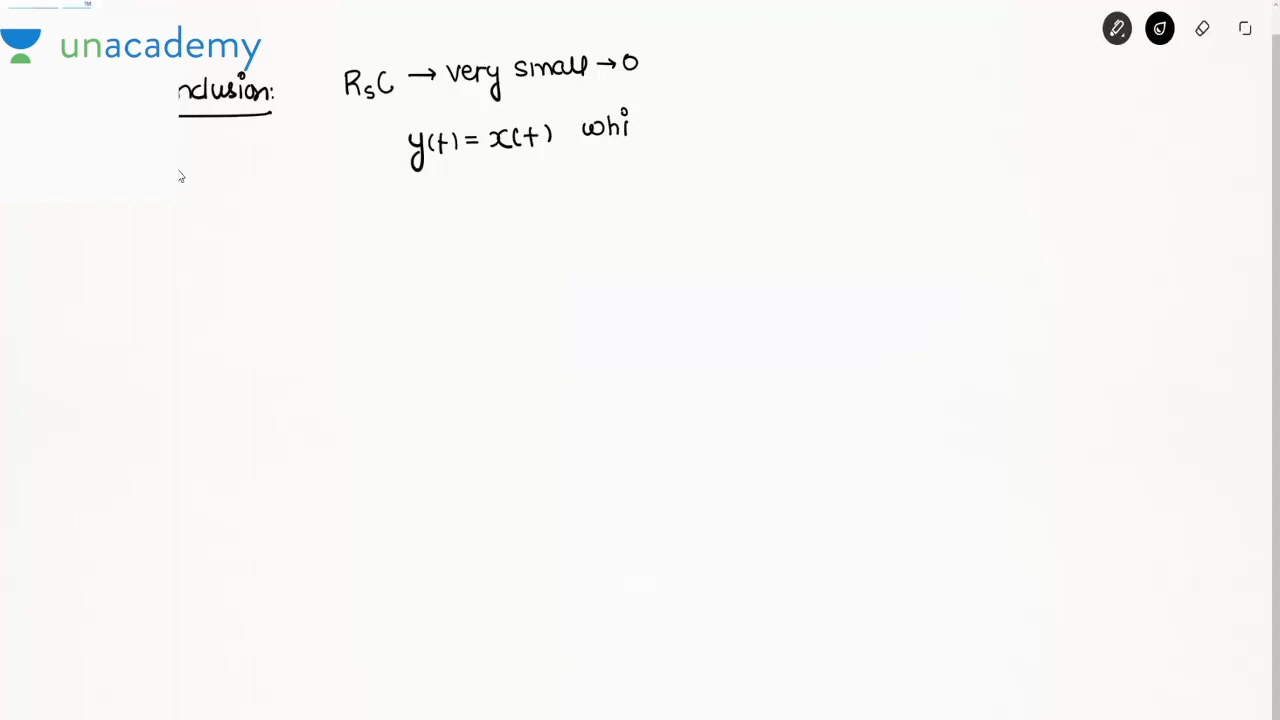 unacademy
nclusion: RsC → very small → 0
y(t) = x(t) whi